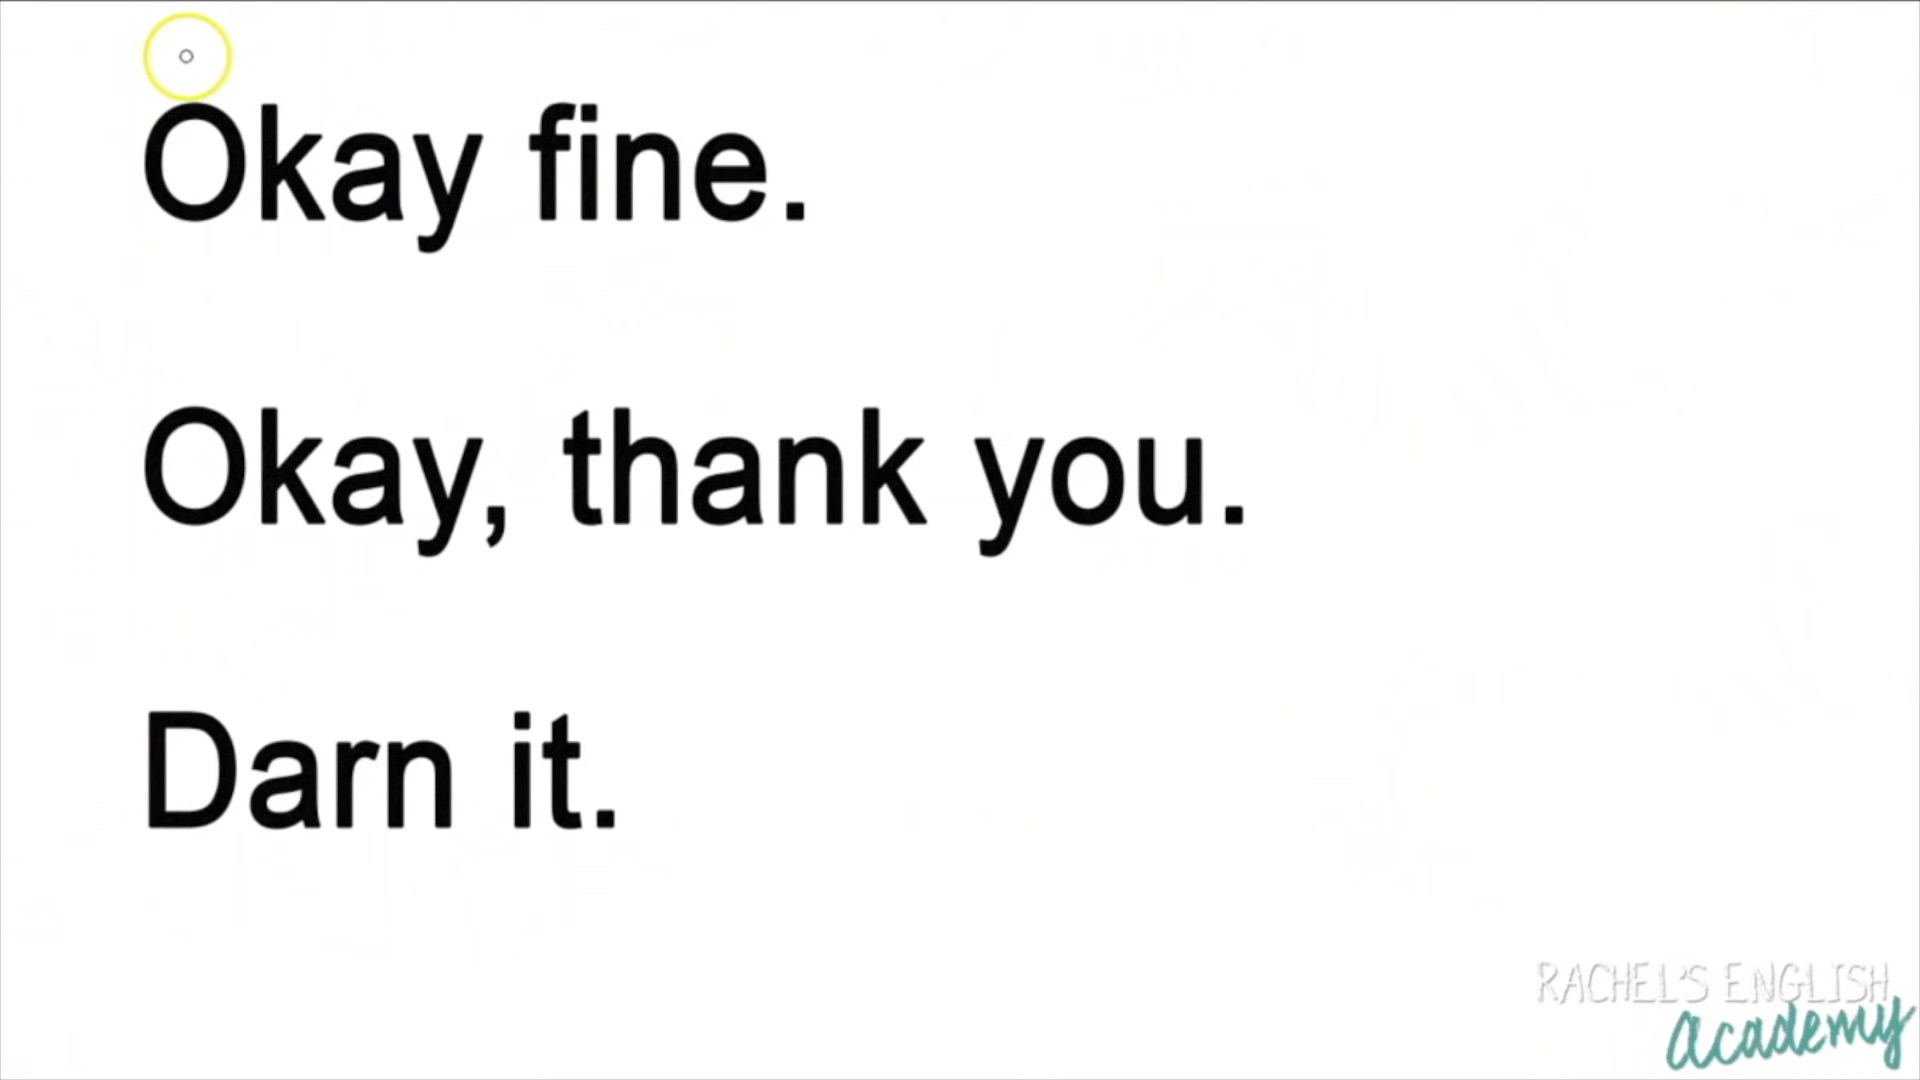 Okay fine.
Okay, thank you.
Darn it.
RACHEL'S ENGLISH
academy